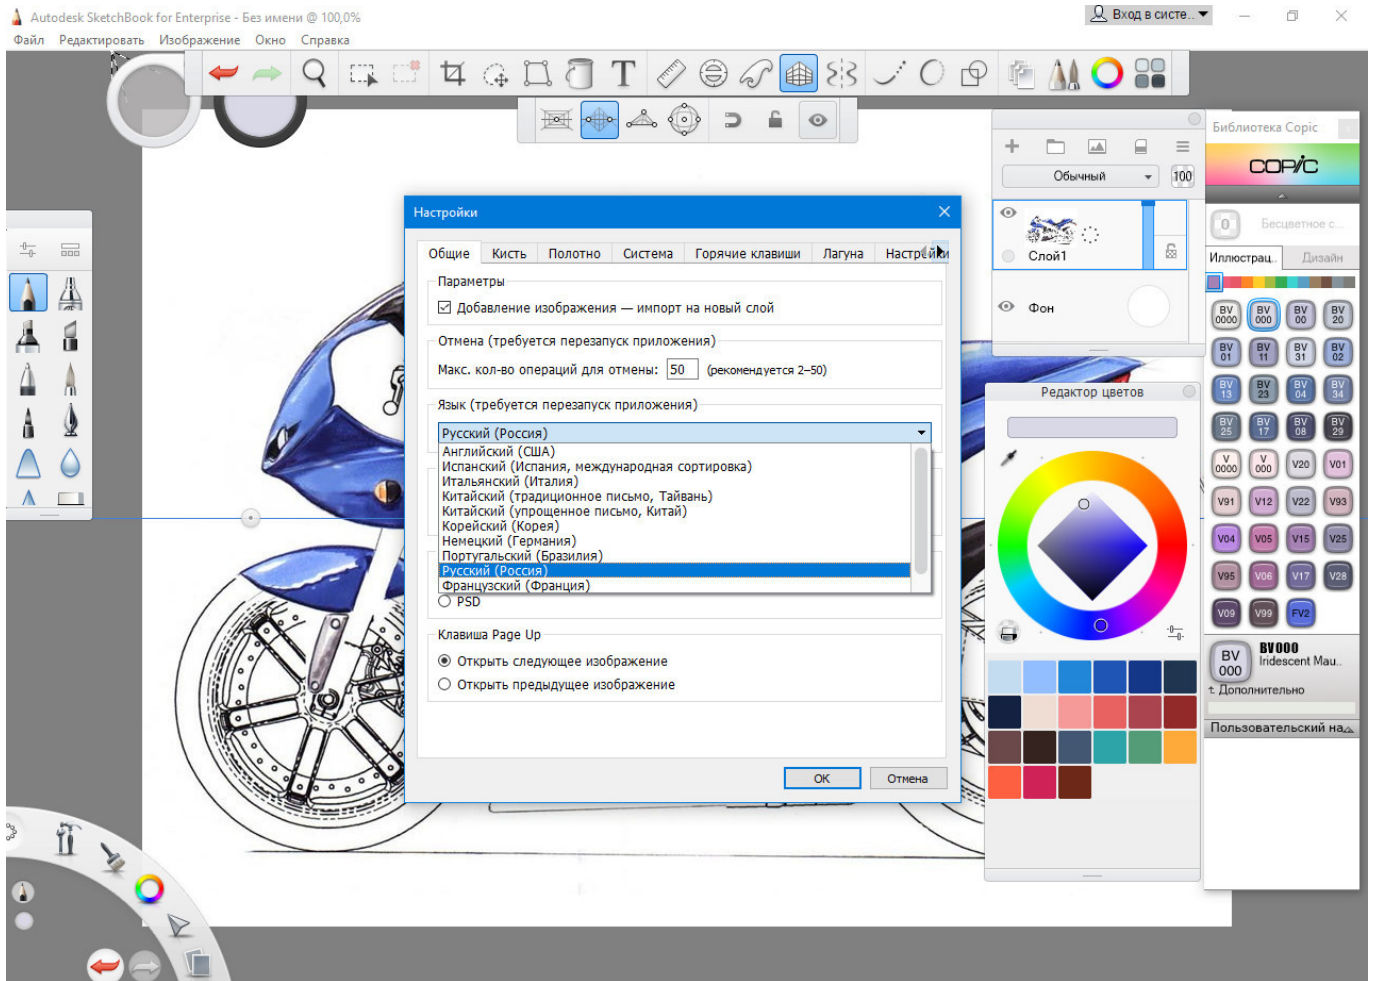 Autodesk SketchBook for Enterprise - Без имени @ 100,0%
Вход в систе..
Файл Редактировать Изображение Окно Справка
T
Библиотека Copic
COPIC
Обычный 100
0 Бесцветное с...
Иллюстрац.. Дизайн
Слой1
Фон
BV 0000 BV 000 BV 00 BV 20
BV 01 BV 11 BV 31 BV 02
BV 13 BV 23 BV 04 BV 34
BV 25 BV 17 BV 08 BV 29
V 0000 V 000 V20 V01
V91 V12 V22 V93
V04 V05 V15 V25
V95 V06 V17 V28
V09 V99 FV2
BV 000
BV000
Iridescent Mau..
Дополнительно
Пользовательский на
Редактор цветов
Настройки
Общие Кисть Полотно Система Горячие клавиши Лагуна Настройки
Параметры
Добавление изображения — импорт на новый слой
Отмена (требуется перезапуск приложения)
Макс. кол-во операций для отмены: 50 (рекомендуется 2–50)
Язык (требуется перезапуск приложения)
Русский (Россия)
Английский (США)
Испанский (Испания, международная сортировка)
Итальянский (Италия)
Китайский (традиционное письмо, Тайвань)
Китайский (упрощенное письмо, Китай)
Корейский (Корея)
Немецкий (Германия)
Португальский (Бразилия)
Русский (Россия)
Французский (Франция)
PSD
Клавиша Page Up
Открыть следующее изображение
Открыть предыдущее изображение
OK Отмена